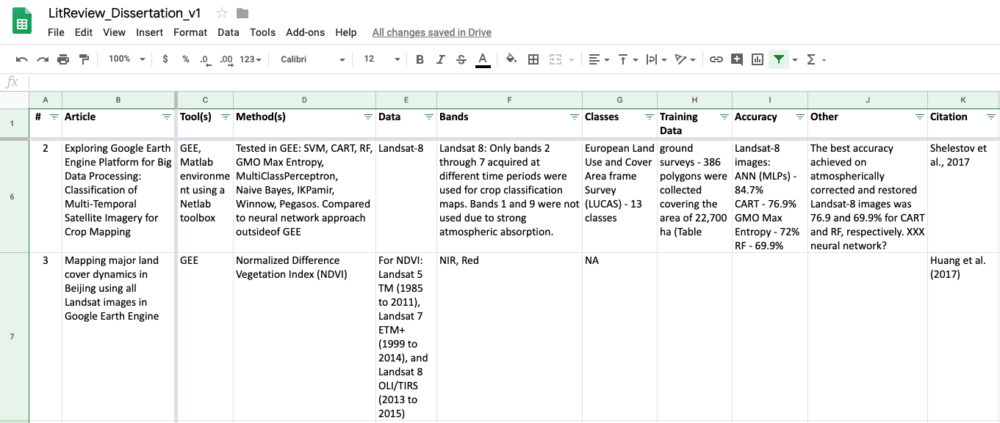 LitReview_Dissertation_v1
File Edit View Insert Format Data Tools Add-ons Help All changes saved in Drive
100% $ % .0 .00 123 Calibri 12 B I S A
fx
A B C D E F G H I J K
1
# Article Tool(s) Method(s) Data Bands Classes Training Accuracy Other Citation
Data
6
2
Exploring Google Earth
Engine Platform for Big
Data Processing:
Classification of
Multi-Temporal
Satellite Imagery for
Crop Mapping
GEE,
Matlab
environme
nt using a
Netlab
toolbox
Tested in GEE: SVM, CART, RF,
GMO Max Entropy,
MultiClassPerceptron,
Naive Bayes, IKPamir,
Winnow, Pegasos. Compared
to neural network approach
outsideof GEE
Landsat-8
Landsat 8: Only bands 2
through 7 acquired at
different time periods were
used for crop classification
maps. Bands 1 and 9 were not
used due to strong
atmospheric absorption.
European Land
Use and Cover
Area frame
Survey
(LUCAS) - 13
classes
ground
surveys - 386
polygons were
collected
covering the
area of 22,700
ha (Table
Landsat-8
images:
ANN (MLPs) -
84.7%
CART - 76.9%
GMO Max
Entropy - 72%
RF - 69.9%
The best accuracy
achieved on
atmospherically
corrected and restored
Landsat-8 images was
76.9 and 69.9% for CART
and RF, respectively. XXX
neural network?
Shelestov et
al., 2017
7
3
Mapping major land
cover dynamics in
Beijing using all
Landsat images in
Google Earth Engine
GEE
Normalized Difference
Vegetation Index (NDVI)
For NDVI:
Landsat 5
TM (1985
to 2011),
Landsat 7
ETM+
(1999 to
2014), and
Landsat 8
OLI/TIRS
(2013 to
2015)
NIR, Red
NA
Huang et al.
(2017)